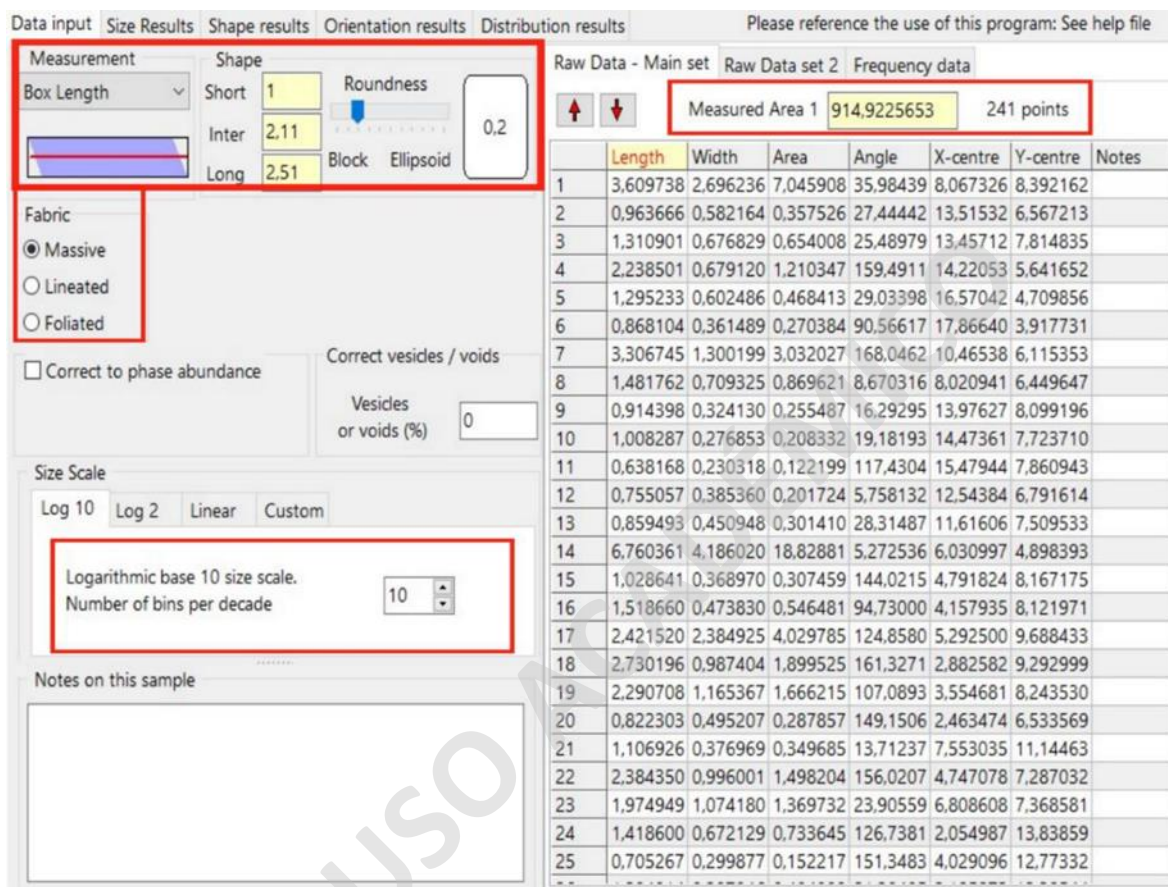 Data input Size Results Shape results Orientation results Distribution results Please reference the use of this program: See help file
Measurement
Box Length
Shape
Short 1
Inter 2,11
Long 2,51
Roundness
Block Ellipsoid
0,2
Fabric
Massive
Lineated
Foliated
Correct to phase abundance
Correct vesicles / voids
Vesicles
or voids (%) 0
Size Scale
Log 10 Log 2 Linear Custom
Logarithmic base 10 size scale.
Number of bins per decade
10
Notes on this sample
Raw Data - Main set Raw Data set 2 Frequency data
Measured Area 1 914,9225653 241 points
Length Width Area Angle X-centre Y-centre Notes
1 3,609738 2,696236 7,045908 35,98439 8,067326 8,392162
2 0,963666 0,582164 0,357526 27,44442 13,51532 6,567213
3 1,310901 0,676829 0,654008 25,48979 13,45712 7,814835
4 2,238501 0,679120 1,210347 159,4911 14,22053 5,641652
5 1,295233 0,602486 0,468413 29,03398 16,57042 4,709856
6 0,868104 0,361489 0,270384 90,56617 17,86640 3,917731
7 3,306745 1,300199 3,032027 168,0462 10,46538 6,115353
8 1,481762 0,709325 0,869621 8,670316 8,020941 6,449647
9 0,914398 0,324130 0,255487 16,29295 13,97627 8,099196
10 1,008287 0,276853 0,208332 19,18193 14,47361 7,723710
11 0,638168 0,230318 0,122199 117,4304 15,47944 7,860943
12 0,755057 0,385360 0,201724 5,758132 12,54384 6,791614
13 0,859493 0,450948 0,301410 28,31487 11,61606 7,509533
14 6,760361 4,186020 18,82881 5,272536 6,030997 4,898393
15 1,028641 0,368970 0,307459 144,0215 4,791824 8,167175
16 1,518660 0,473830 0,546481 94,73000 4,157935 8,121971
17 2,421520 2,384925 4,029785 124,8580 5,292500 9,688433
18 2,730196 0,987404 1,899525 161,3271 2,882582 9,292999
19 2,290708 1,165367 1,666215 107,0893 3,554681 8,243530
20 0,822303 0,495207 0,287857 149,1506 2,463474 6,533569
21 1,106926 0,376969 0,349685 13,71237 7,553035 11,14463
22 2,384350 0,996001 1,498204 156,0207 4,747078 7,287032
23 1,974949 1,074180 1,369732 23,90559 6,808608 7,368581
24 1,418600 0,672129 0,733645 126,7381 2,054987 13,83859
25 0,705267 0,299877 0,152217 151,3483 4,029096 12,77332
USO ACADÉMICO